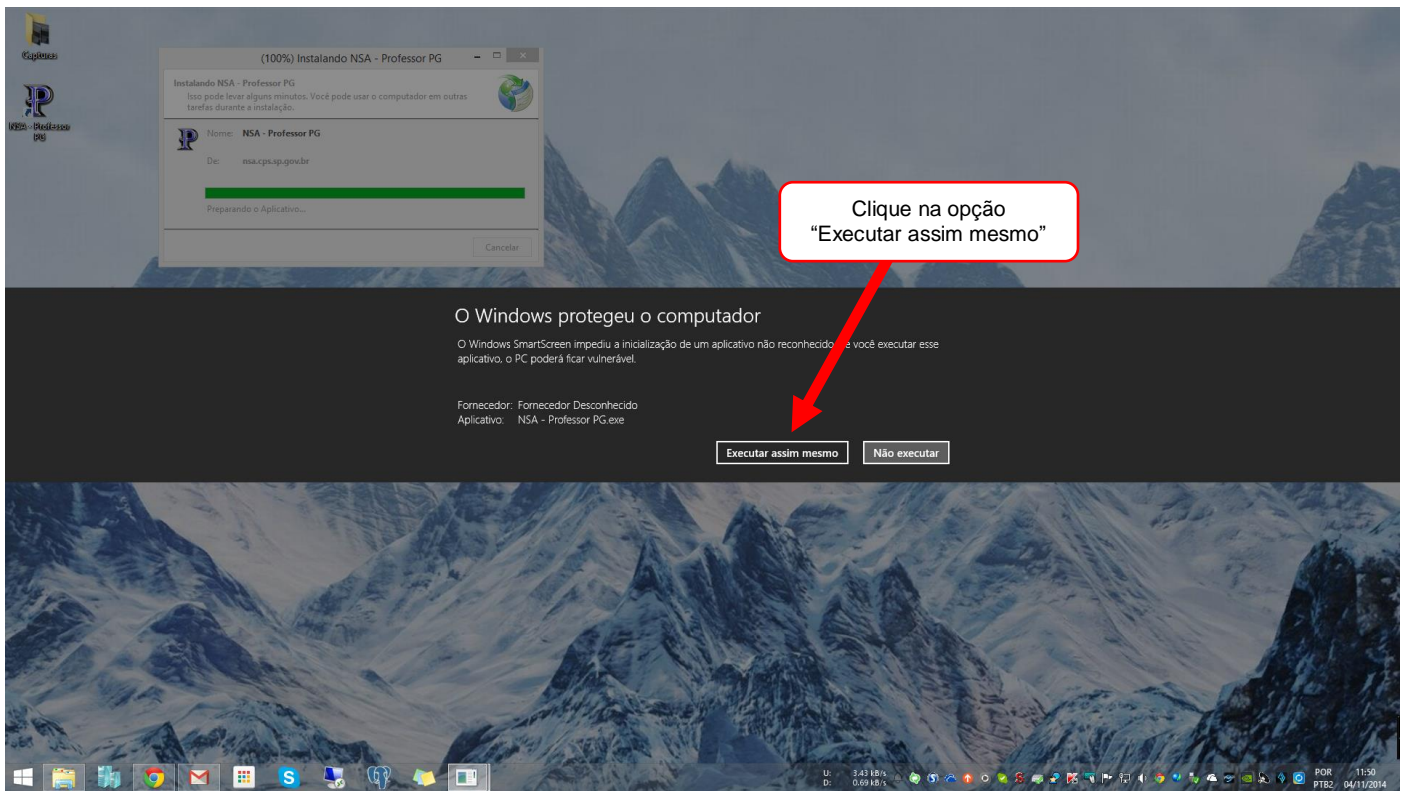 Capturas
NSA - Professor
PG
(100%) Instalando NSA - Professor PG
Instalando NSA - Professor PG
Isso pode levar alguns minutos. Você pode usar o computador em outras
tarefas durante a instalação.
Nome: NSA - Professor PG
De: nsa.cps.sp.gov.br
Preparando o Aplicativo...
Cancelar
Clique na opção
“Executar assim mesmo”
O Windows protegeu o computador
O Windows SmartScreen impediu a inicialização de um aplicativo não reconhecido e você executar esse
aplicativo, o PC poderá ficar vulnerável.
Fornecedor: Fornecedor Desconhecido
Aplicativo: NSA - Professor PG.exe
Executar assim mesmo
Não executar
U: 3.43 kB/s
D: 0.69 kB/s
POR 11:50
PTB2 04/11/2014